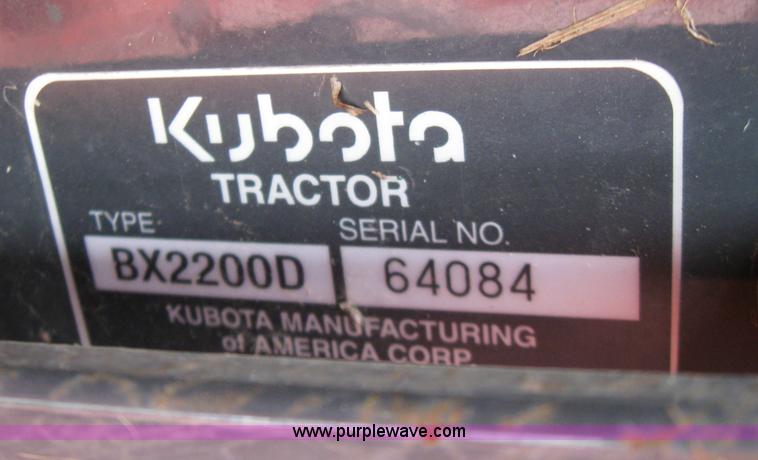 Kubota
TRACTOR
TYPE SERIAL NO.
BX2200D 64084
KUBOTA MANUFACTURING
of AMERICA CORP
www.purplewave.com